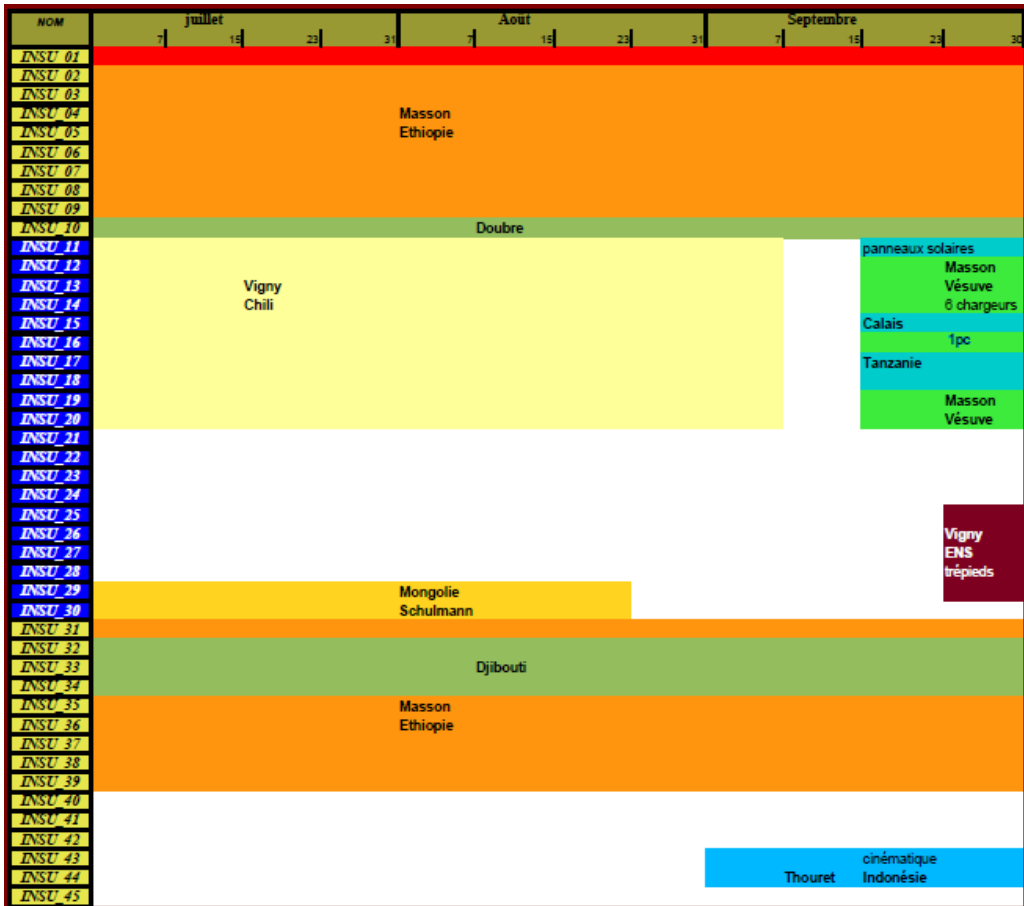 NOM juillet Août Septembre
7 15 23 31 7 15 23 31 7 15 23 30
INSU_01
INSU_02
INSU_03
INSU_04 Masson
INSU_05 Ethiopie
INSU_06
INSU_07
INSU_08
INSU_09
INSU_10 Doubre
INSU_11 panneaux solaires
INSU_12 Masson
INSU_13 Vigny Vésuve
INSU_14 Chili 6 chargeurs
INSU_15 Calais
INSU_16 1pc
INSU_17 Tanzanie
INSU_18
INSU_19 Masson
INSU_20 Vésuve
INSU_21
INSU_22
INSU_23
INSU_24
INSU_25
INSU_26 Vigny
INSU_27 ENS
INSU_28 trépieds
INSU_29 Mongolie
INSU_30 Schulmann
INSU_31
INSU_32
INSU_33 Djibouti
INSU_34
INSU_35 Masson
INSU_36 Ethiopie
INSU_37
INSU_38
INSU_39
INSU_40
INSU_41
INSU_42
INSU_43 cinématique
INSU_44 Thouret Indonésie
INSU_45